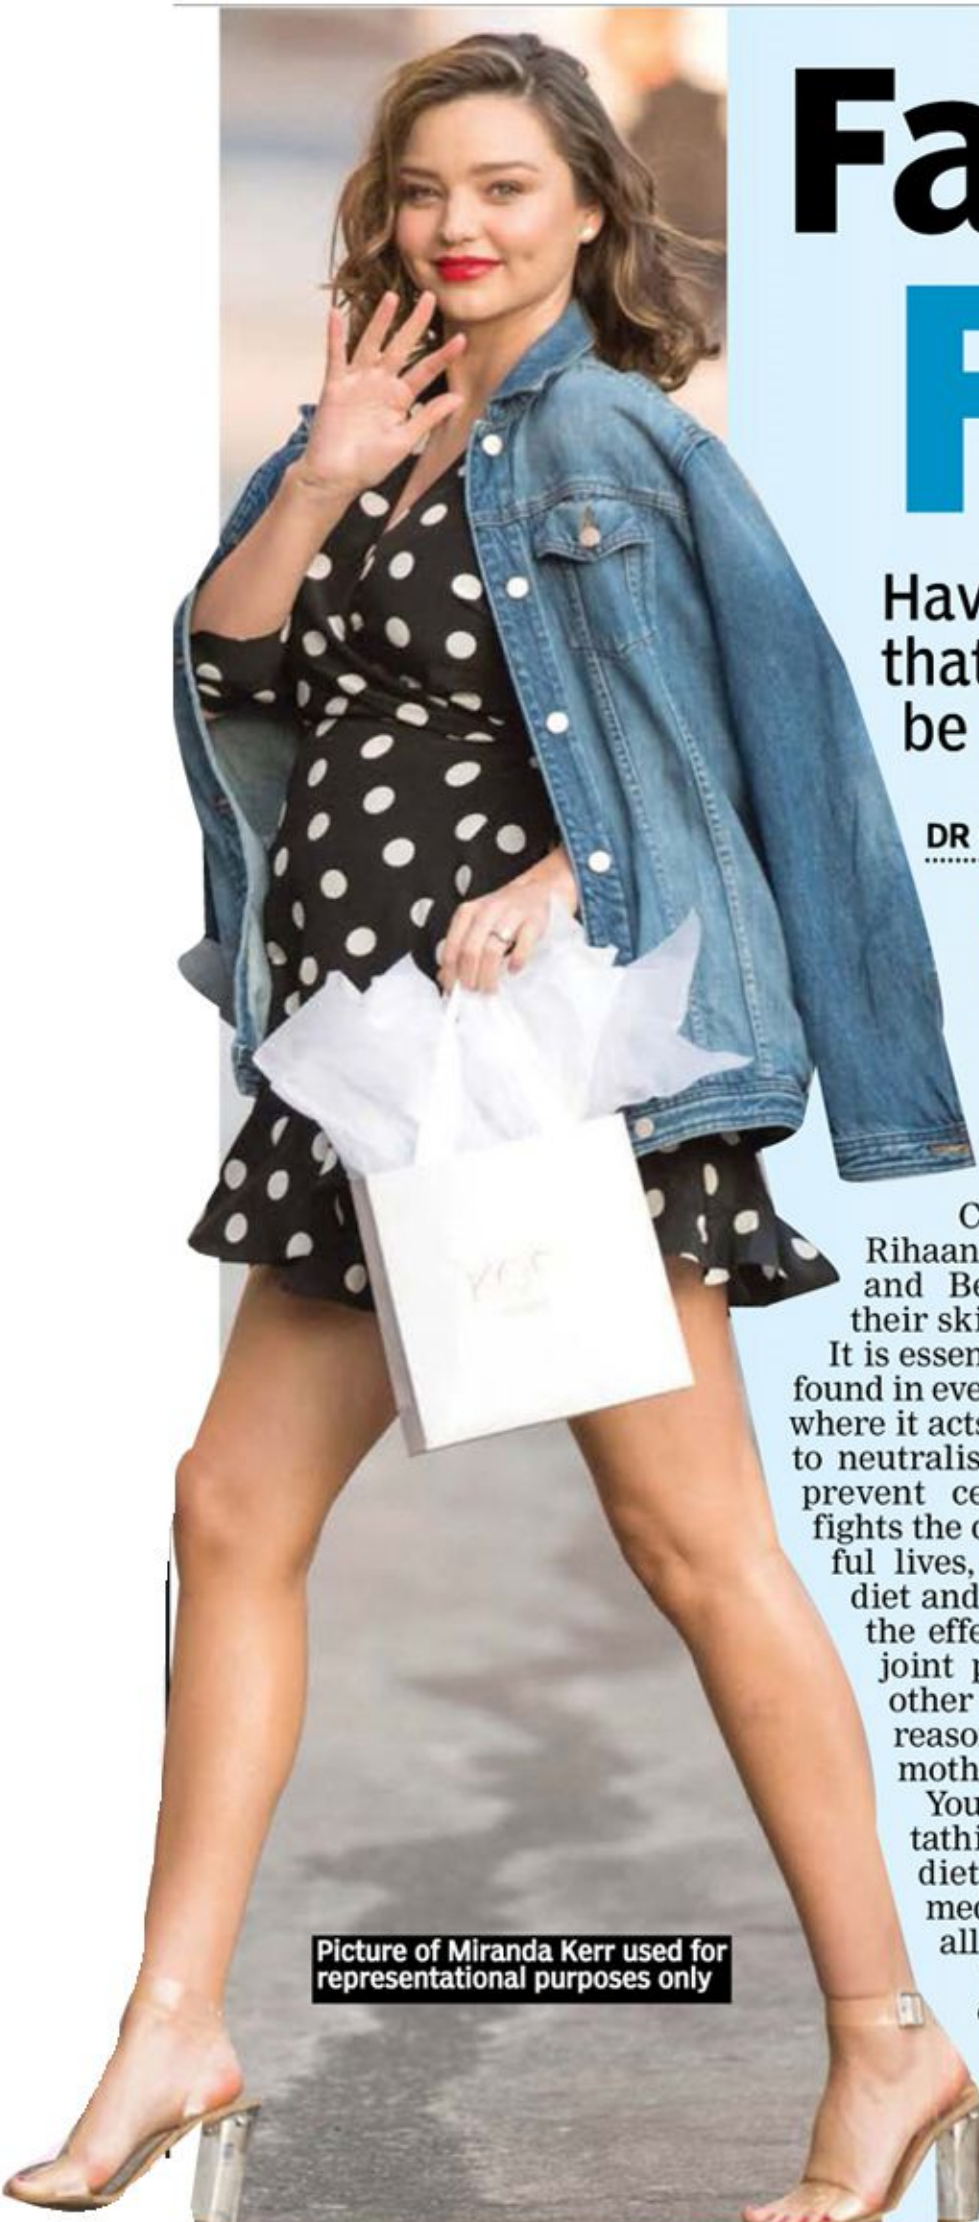 Fa
F
Hav
that
be
DR
Rihaan
and Be
their ski
It is essen
found in eve
where it acts
to neutralis
prevent ce
fights the
ful lives,
diet and
the effe
joint
other
reaso
moth
You
tathi
diet
med
all
Picture of Miranda Kerr used for
representational purposes only